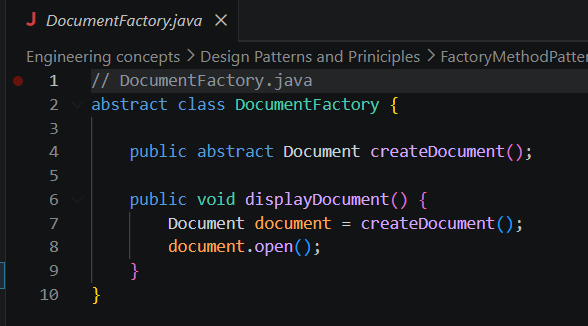 J DocumentFactory.java ×
Engineering concepts > Design Patterns and Priniciples > FactoryMethodPatter
1 // DocumentFactory.java
2 abstract class DocumentFactory {
3
4     public abstract Document createDocument();
5
6     public void displayDocument() {
7         Document document = createDocument();
8         document.open();
9     }
10 }